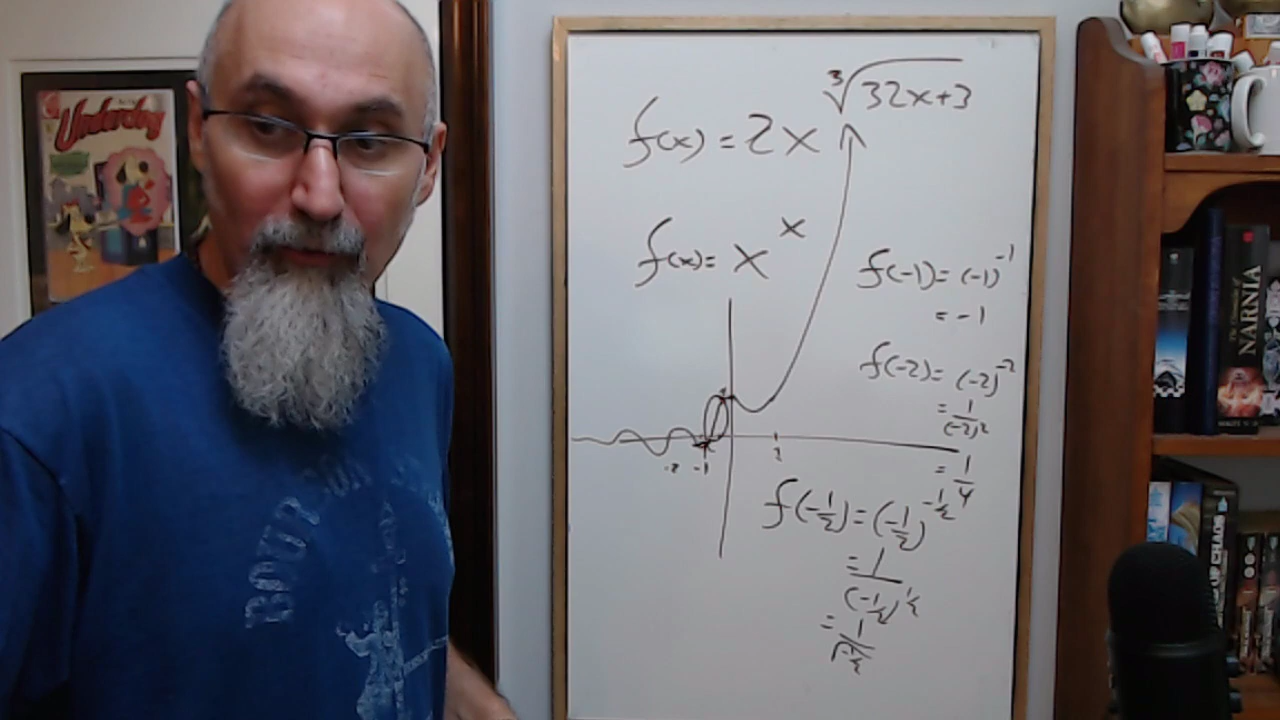 Underdog
f(x) = 2x ∛(32x+3)
f(x) = x^x
f(-1) = (-1)^-1
= -1
f(-2) = (-2)^-2
= 1/(-2)^2
= 1/4
-2 -1
f(-1/2) = (-1/2)^-1/2
= 1/(-1/2)^1/2
= 1/√(-1/2)
NARNIA
CHAOS